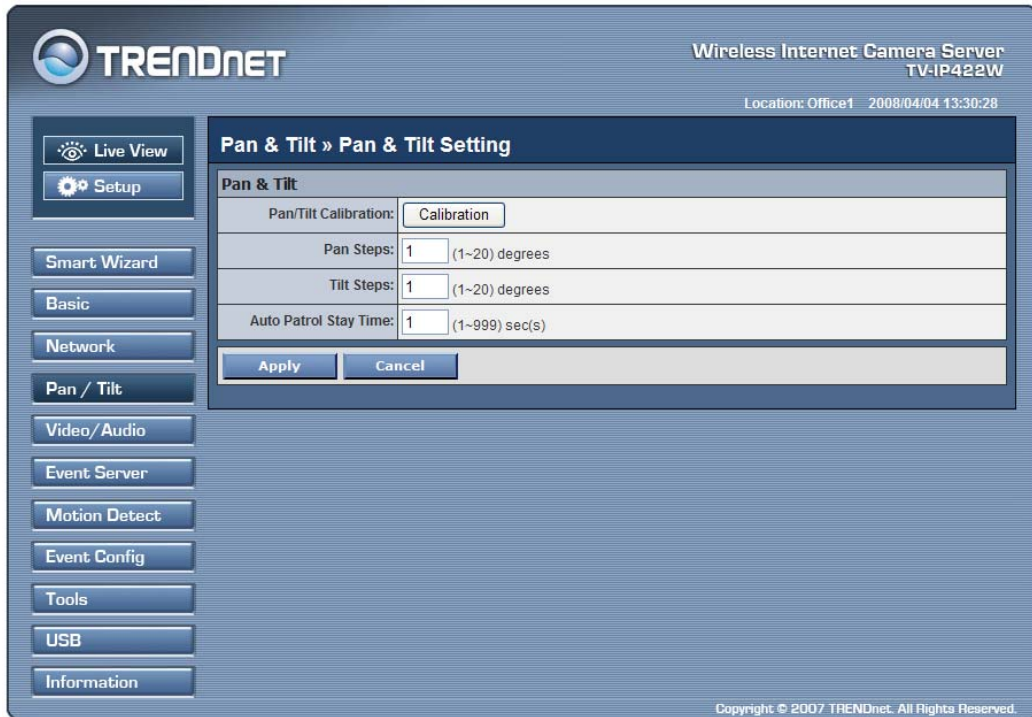 TRENDnet
Wireless Internet Camera Server
TV-IP422W
Location: Office1 2008/04/04 13:30:28
Live View
Setup
Smart Wizard
Basic
Network
Pan / Tilt
Video/Audio
Event Server
Motion Detect
Event Config
Tools
USB
Information
Pan & Tilt » Pan & Tilt Setting
Pan & Tilt
Pan/Tilt Calibration: Calibration
Pan Steps: 1 (1~20) degrees
Tilt Steps: 1 (1~20) degrees
Auto Patrol Stay Time: 1 (1~999) sec(s)
Apply Cancel
Copyright © 2007 TRENDnet. All Rights Reserved.